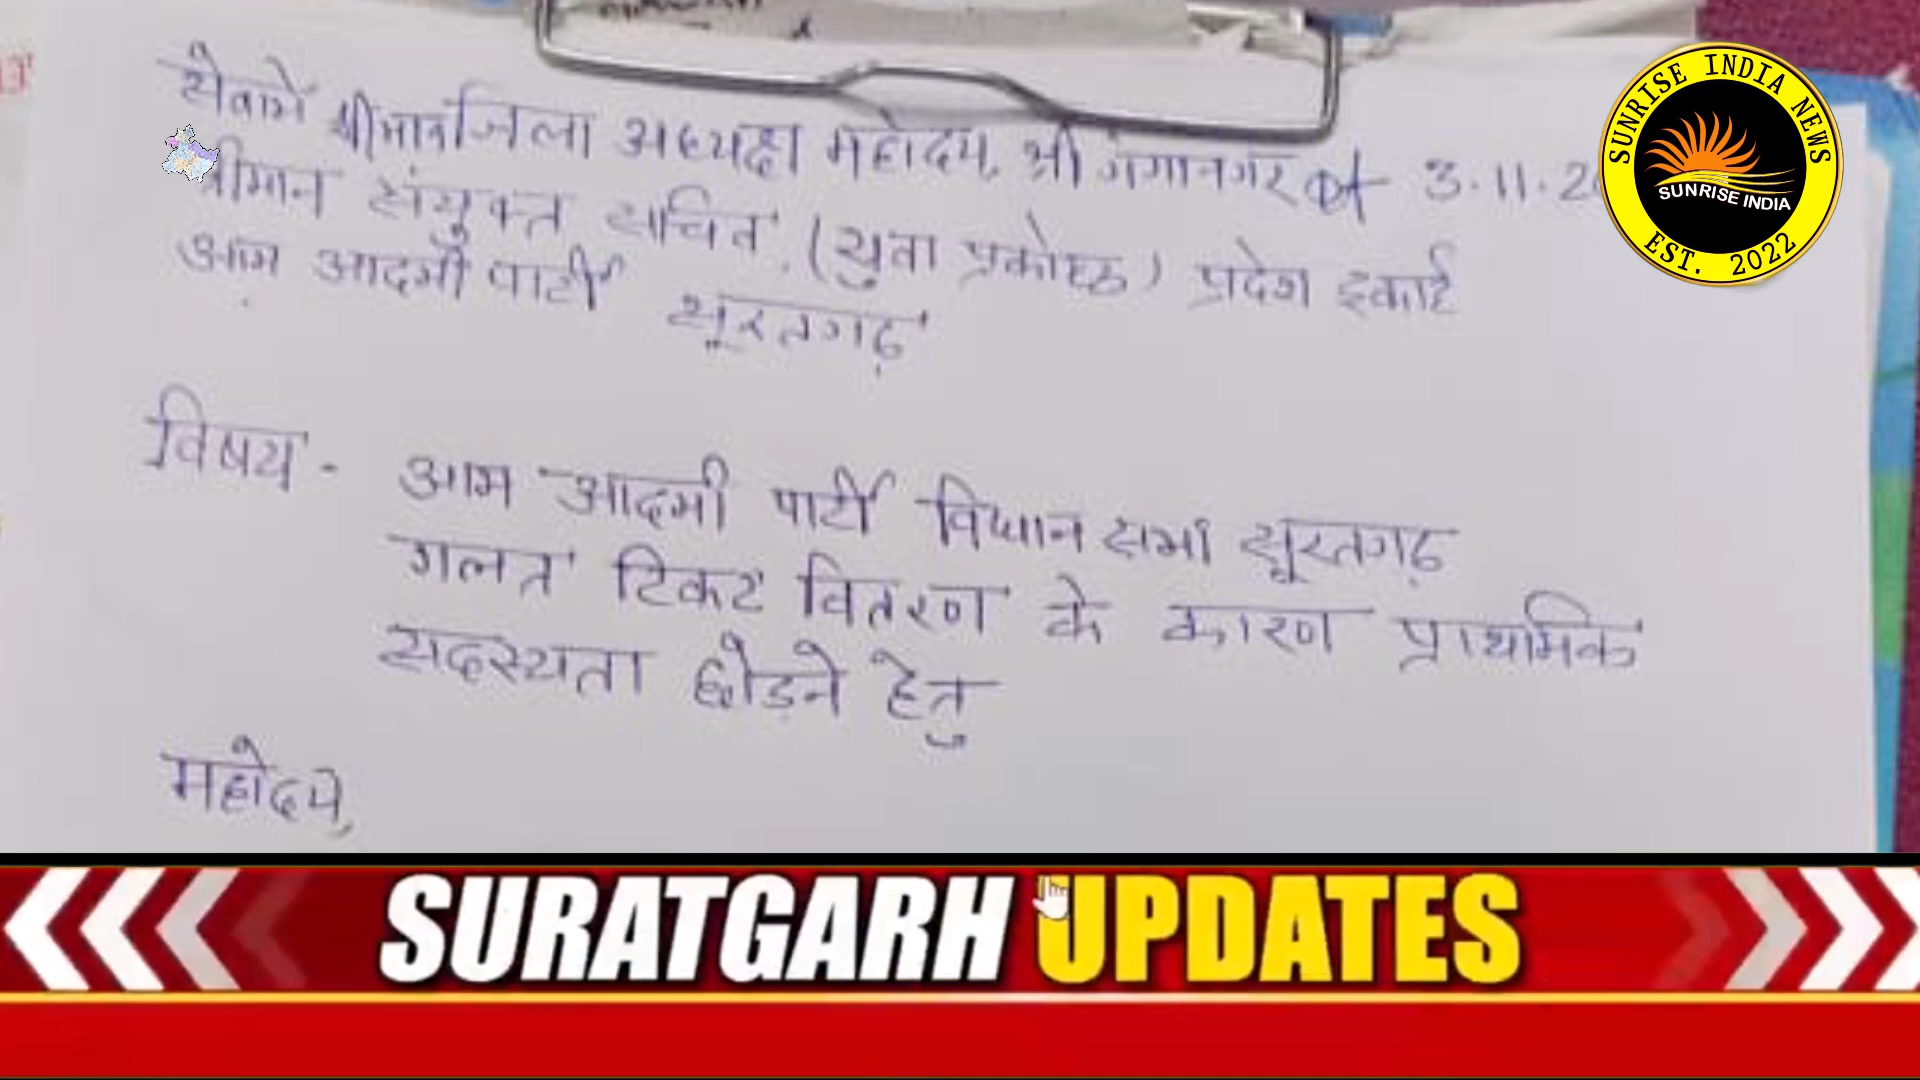 सेवामें श्रीमान जिला अध्यक्ष महोदय, श्री गंगानगर 3.11.20
श्रीमान संयुक्त सचिव, (युवा प्रकोष्ठ) प्रदेश इकाई
आम आदमी पार्टी सूरतगढ़
विषय - आम आदमी पार्टी विधान सभा सूरतगढ़
गलत टिकट वितरण के कारण प्राथमिक
सदस्यता छोड़ने हेतु
महोदय,
SUNRISE INDIA NEWS
SUNRISE INDIA
EST. 2022
SURATGARH UPDATES